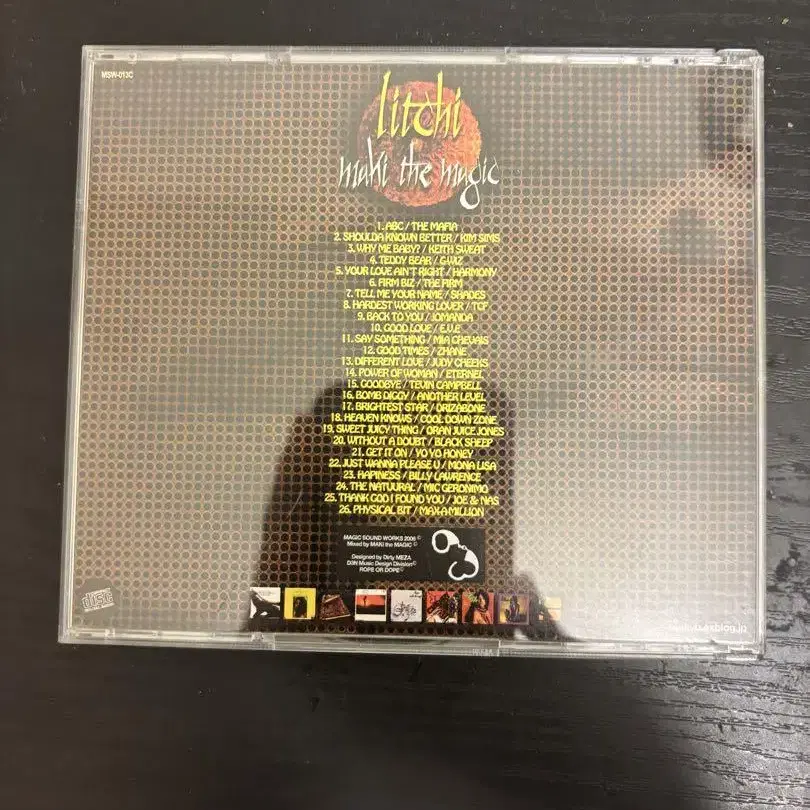 MSW-013C
litchi
maki the magic
1. ABC / THE MAFIA
2. SHOULDA KNOWN BETTER / KIM SIMS
3. WHY ME BABY? / KEITH SWEAT
4. TEDDY BEAR / G-WIZ
5. YOUR LOVE AIN'T RIGHT / HARMONY
6. FIRM BIZ / THE FIRM
7. TELL ME YOUR NAME / SHADES
8. HARDEST WORKING LOVER / TCF
9. BACK TO YOU / JOMANDA
10. GOOD LOVE / E.V.E
11. SAY SOMETHING / MIA CHEVAIS
12. GOOD TIMES / ZHANE
13. DIFFERENT LOVE / JUDY CHEEKS
14. POWER OF WOMAN / ETERNEL
15. GOODBYE / TEVIN CAMPBELL
16. BOMB DIGGY / ANOTHER LEVEL
17. BRIGHTEST STAR / DRIZABONE
18. HEAVEN KNOWS / COOL DOWN ZONE
19. SWEET JUICY THING / ORAN JUICE JONES
20. WITHOUT A DOUBT / BLACK SHEEP
21. GET IT ON / YO YO HONEY
22. JUST WANNA PLEASE U / MONA LISA
23. HAPINESS / BILLY LAWRENCE
24. THE NATUURAL / MIC GERONIMO
25. THANK GOD I FOUND YOU / JOE & NAS
26. PHYSICAL BIT / MAX-A MILLION
MAGIC SOUND WORKS 2006 ©
Mixed by MAKI the MAGIC ©
Designed by Dirty MEZA
D3N Music Design Division©
ROPE OR DOPE©
disc